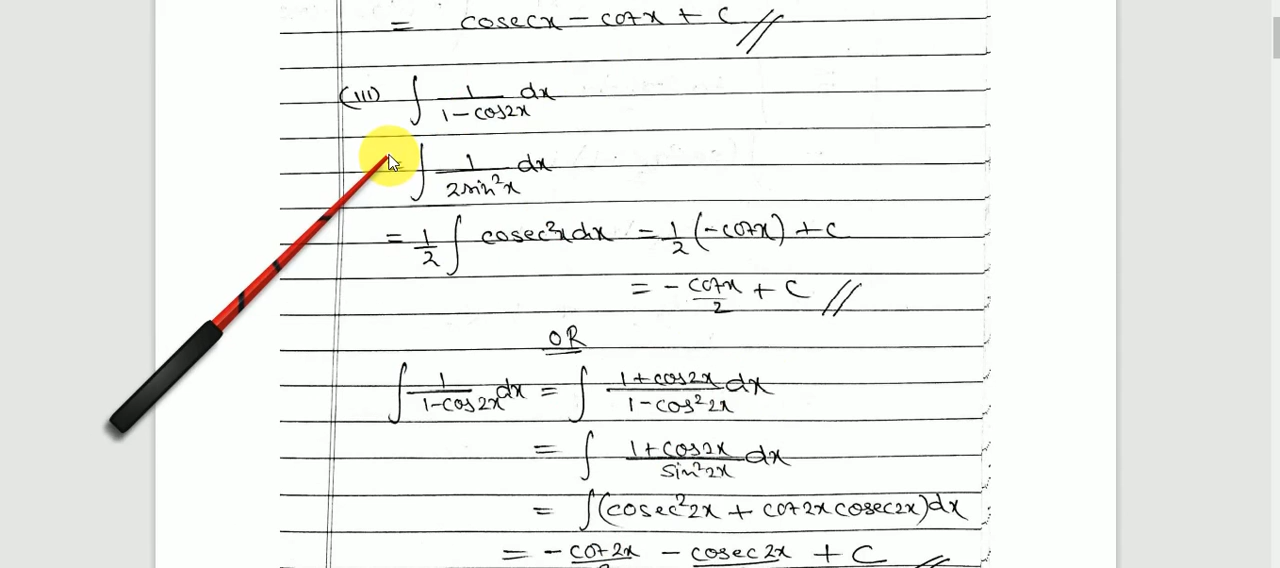 = cosecx − cotx + C //
(III) ∫ 1/(1−cos2x) dx
∫ 1/(2sin²x) dx
= 1/2 ∫ cosec²x dx = 1/2 (−cotx) + C
= − cotx/2 + C //
OR
∫ 1/(1−cos2x) dx = ∫ (1+cos2x)/(1−cos²2x) dx
= ∫ (1+cos2x)/(sin²2x) dx
= ∫(cosec²2x + cot2x cosec2x)dx
= − cot2x − cosec2x + C //